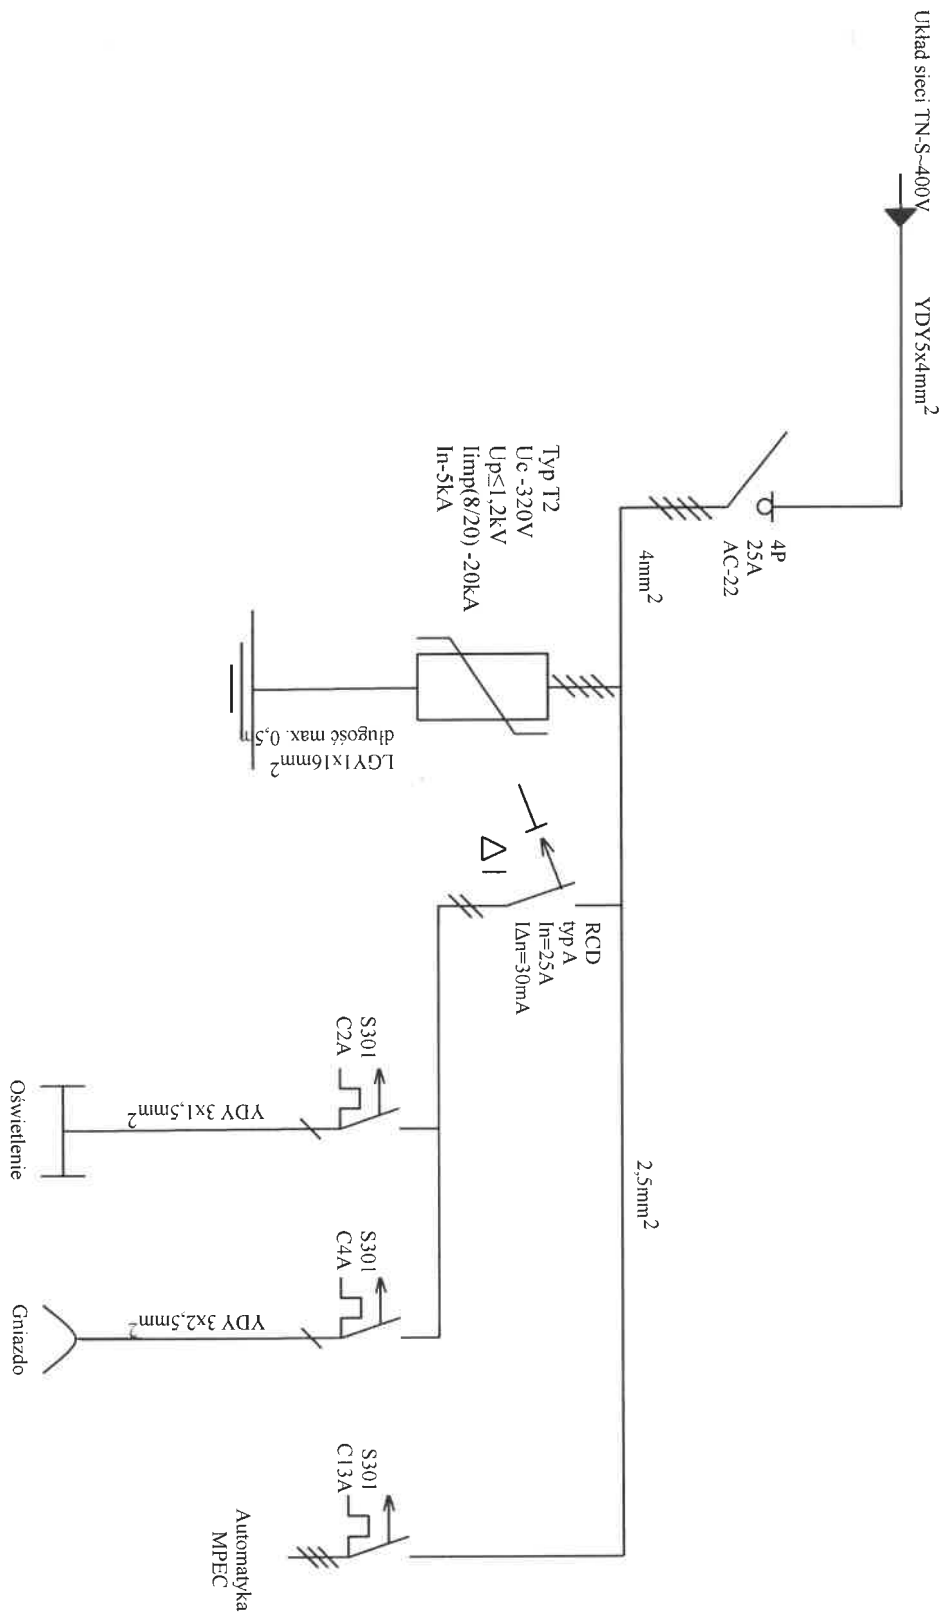 Układ sieci TN-S~400V
YDY5x4mm²
4P
25A
AC-22
4mm²
Typ T2
Uc -320V
Up≤1,2kV
Iimp(8/20) -20kA
In-5kA
LGY1x16mm²
długość max. 0,5m
RCD
typ A
In=25A
IΔn=30mA
ΔI
2,5mm²
S301
C2A
YDY 3x1,5mm²
Oświetlenie
S301
C4A
YDY 3x2,5mm²
Gniazdo
S301
C13A
Automatyka
MPEC